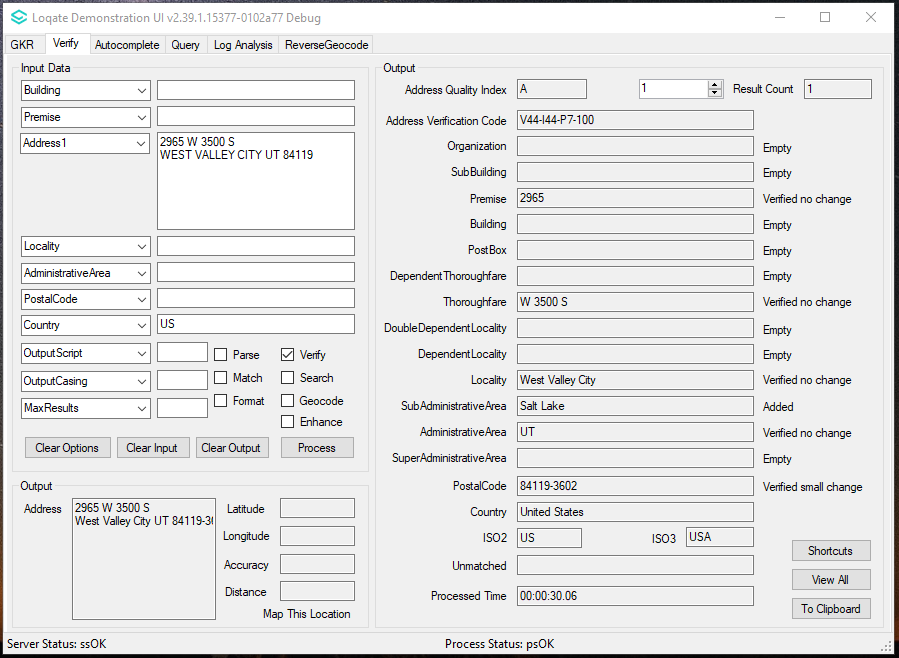 Loqate Demonstration UI v2.39.1.15377-0102a77 Debug
GKR Verify Autocomplete Query Log Analysis ReverseGeocode
Input Data
Building
Premise
Address1 2965 W 3500 S
WEST VALLEY CITY UT 84119
Locality
AdministrativeArea
PostalCode
Country US
OutputScript Parse Verify
OutputCasing Match Search
MaxResults Format Geocode
Enhance
Clear Options Clear Input Clear Output Process
Output
Address 2965 W 3500 S
West Valley City UT 84119-3
Latitude
Longitude
Accuracy
Distance
Map This Location
Output
Address Quality Index A 1 Result Count 1
Address Verification Code V44-I44-P7-100
Organization Empty
SubBuilding Empty
Premise 2965 Verified no change
Building Empty
PostBox Empty
DependentThoroughfare Empty
Thoroughfare W 3500 S Verified no change
DoubleDependentLocality Empty
DependentLocality Empty
Locality West Valley City Verified no change
SubAdministrativeArea Salt Lake Added
AdministrativeArea UT Verified no change
SuperAdministrativeArea Empty
PostalCode 84119-3602 Verified small change
Country United States
ISO2 US ISO3 USA
Unmatched
Processed Time 00:00:30.06
Shortcuts
View All
To Clipboard
Server Status: ssOK Process Status: psOK